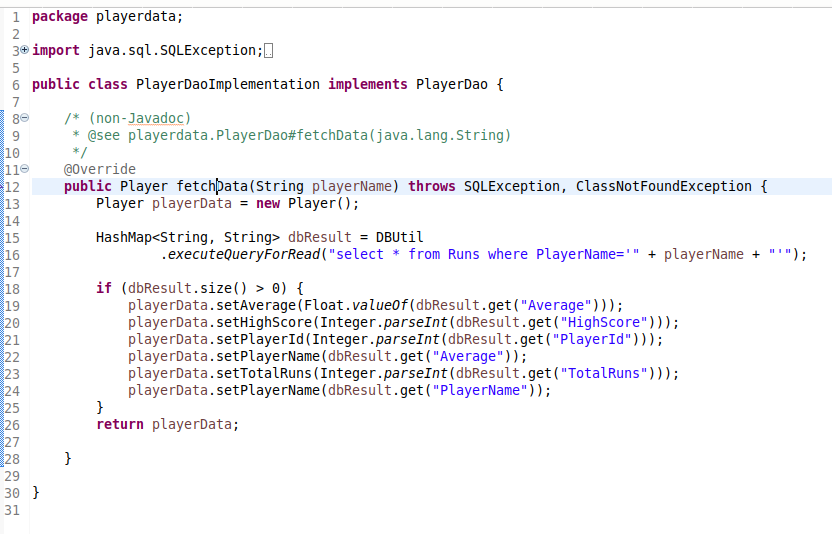 1 package playerdata;
2
3 import java.sql.SQLException;
5
6 public class PlayerDaoImplementation implements PlayerDao {
7
8     /* (non-Javadoc)
9      * @see playerdata.PlayerDao#fetchData(java.lang.String)
10      */
11     @Override
12     public Player fetchData(String playerName) throws SQLException, ClassNotFoundException {
13         Player playerData = new Player();
14
15         HashMap<String, String> dbResult = DBUtil
16                 .executeQueryForRead("select * from Runs where PlayerName='" + playerName + "'");
17
18         if (dbResult.size() > 0) {
19             playerData.setAverage(Float.valueOf(dbResult.get("Average")));
20             playerData.setHighScore(Integer.parseInt(dbResult.get("HighScore")));
21             playerData.setPlayerId(Integer.parseInt(dbResult.get("PlayerId")));
22             playerData.setPlayerName(dbResult.get("Average"));
23             playerData.setTotalRuns(Integer.parseInt(dbResult.get("TotalRuns")));
24             playerData.setPlayerName(dbResult.get("PlayerName"));
25         }
26         return playerData;
27
28     }
29
30 }
31